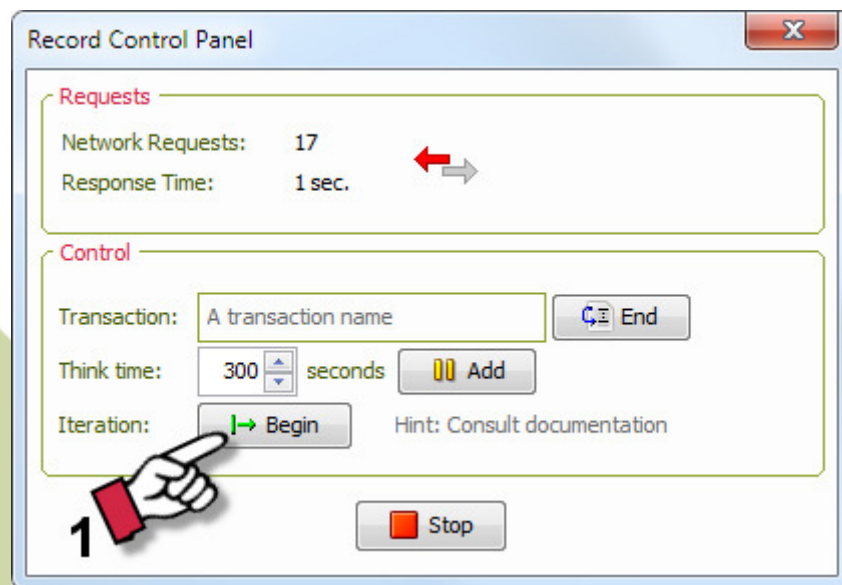 Record Control Panel
Requests
Network Requests: 17
Response Time: 1 sec.
Control
Transaction: A transaction name End
Think time: 300 seconds Add
Iteration: Begin Hint: Consult documentation
1
Stop